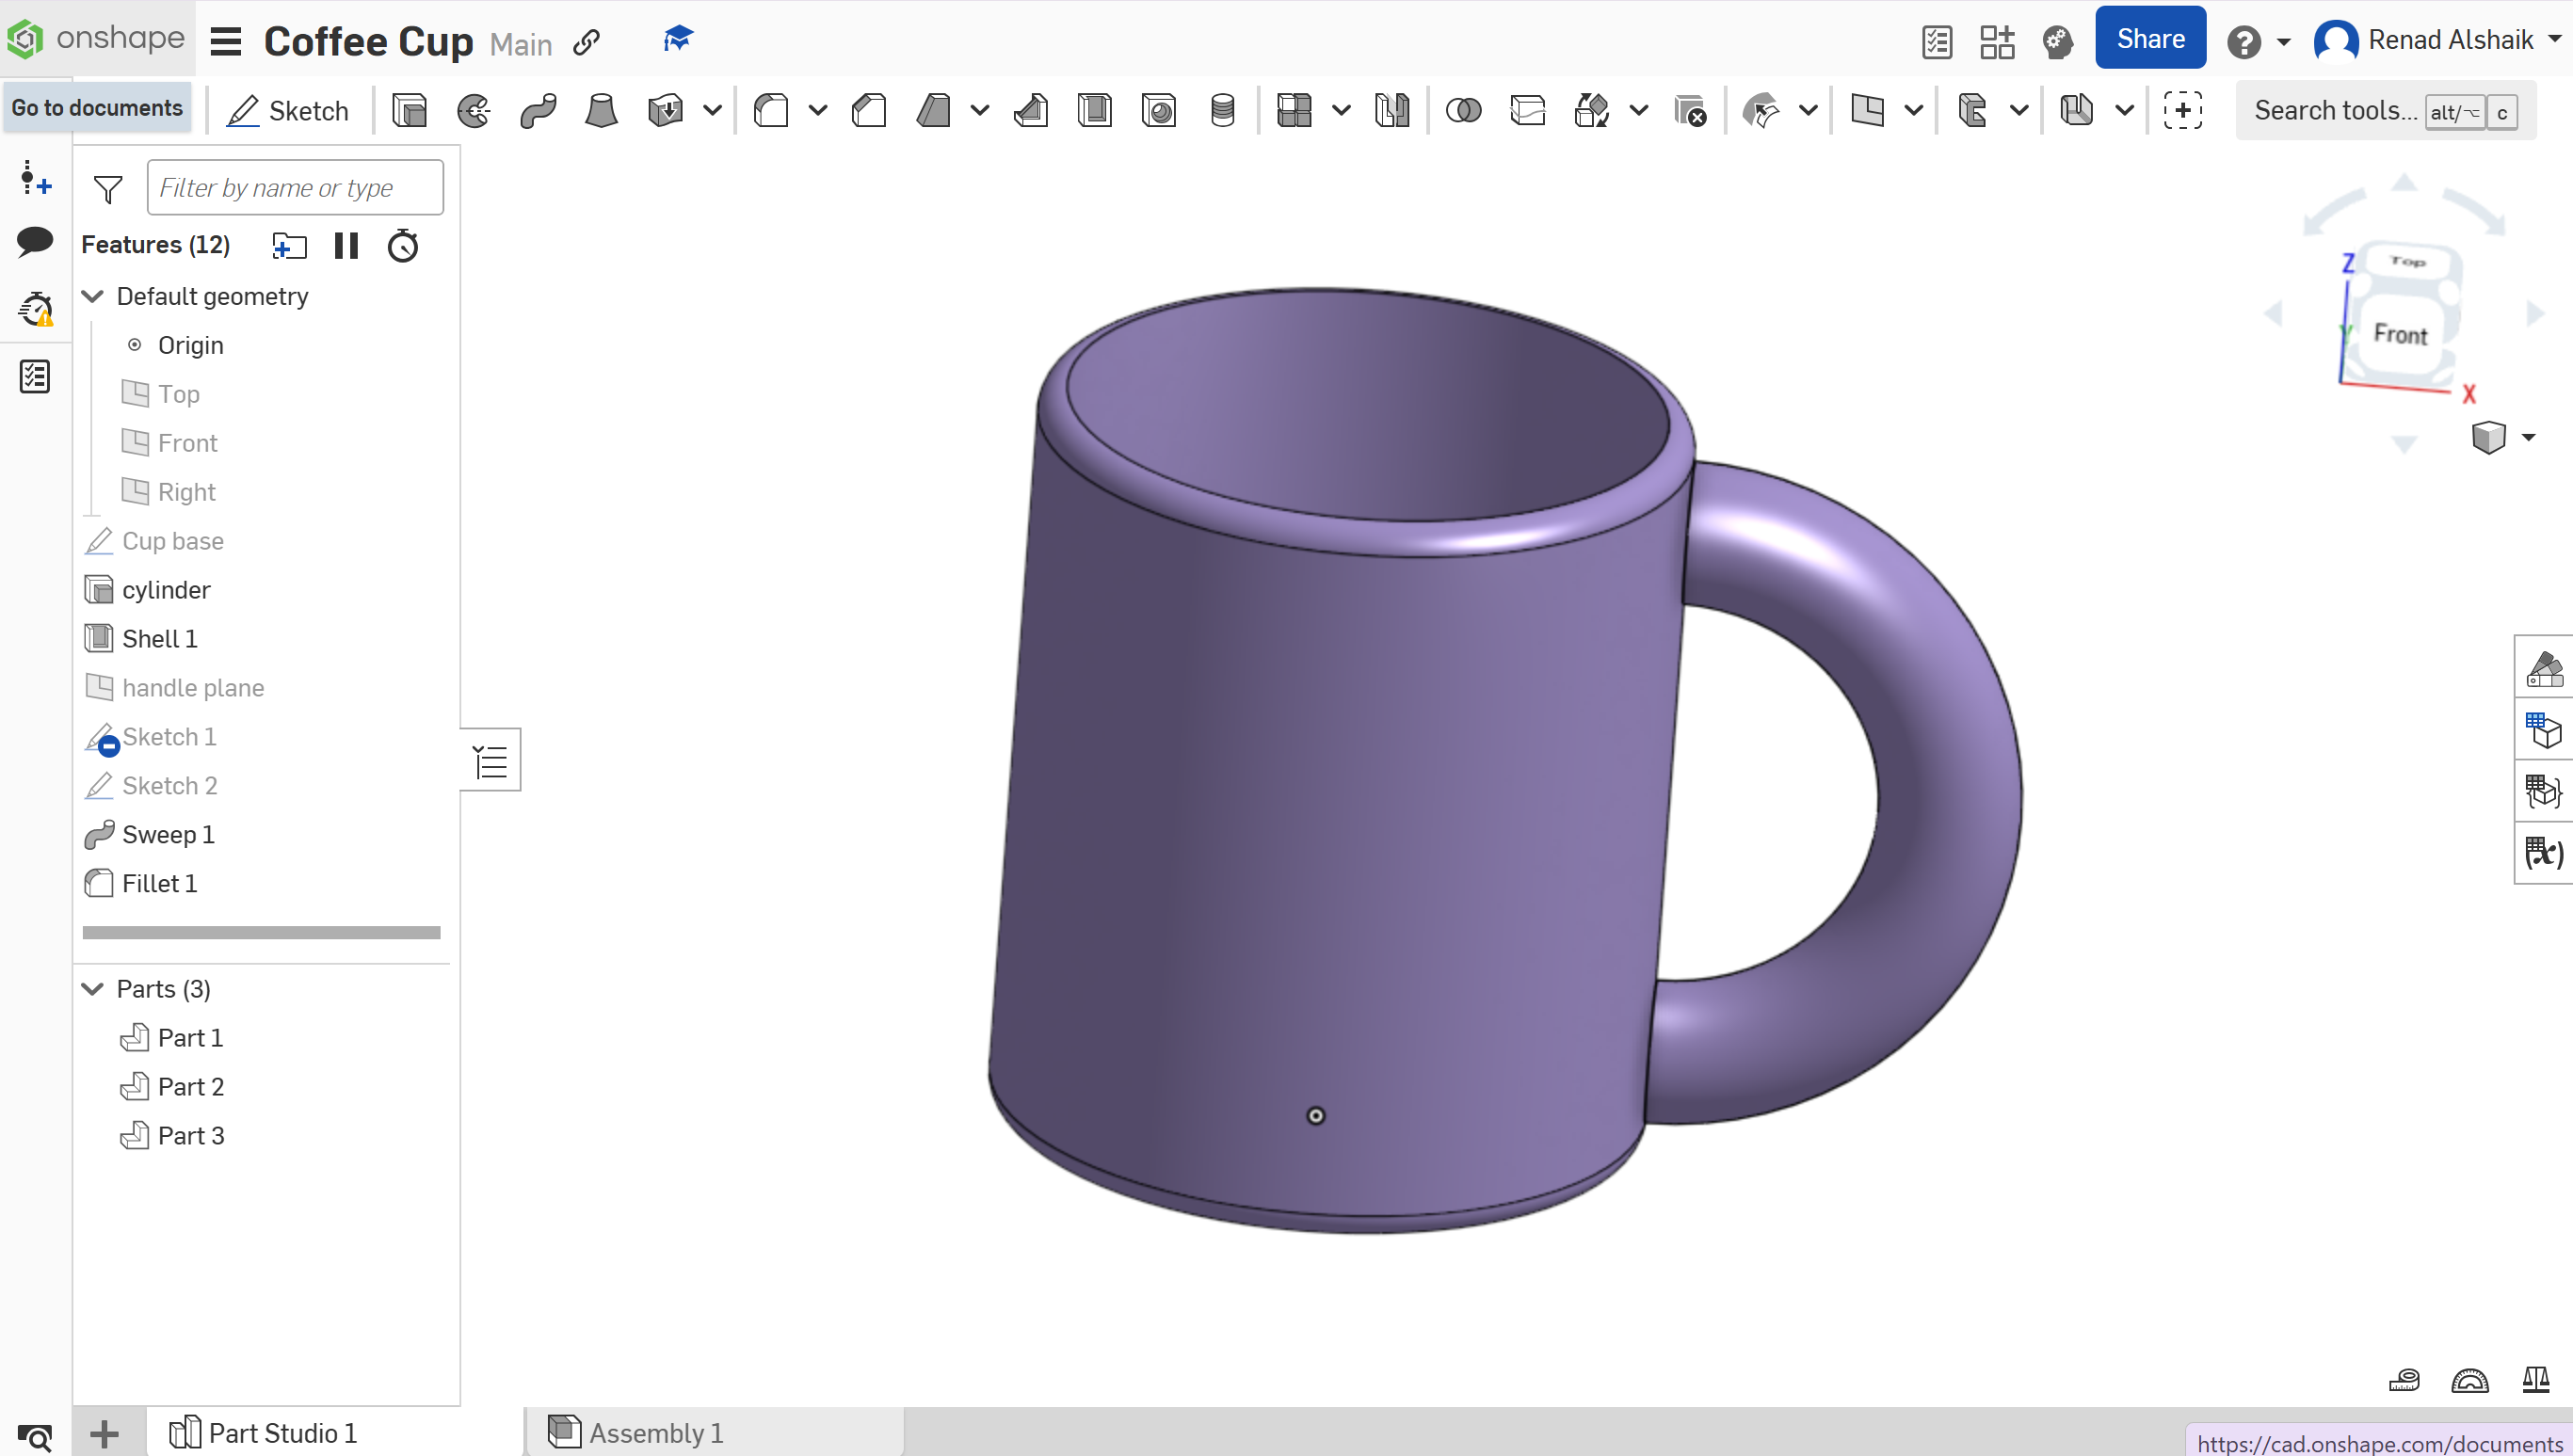 onshape
Coffee Cup Main
Share
Renad Alshaik
Go to documents
Sketch
Search tools... alt/⌥ c
Filter by name or type
Features (12)
Default geometry
Origin
Top
Front
Right
Cup base
cylinder
Shell 1
handle plane
Sketch 1
Sketch 2
Sweep 1
Fillet 1
Parts (3)
Part 1
Part 2
Part 3
Top
Front
Z
Y
X
(x)
Part Studio 1
Assembly 1
https://cad.onshape.com/documents